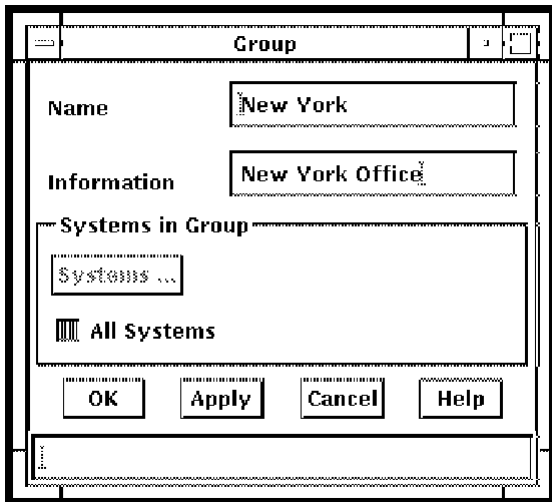 Group
Name
New York
Information
New York Office
Systems in Group
Systems ...
All Systems
OK
Apply
Cancel
Help